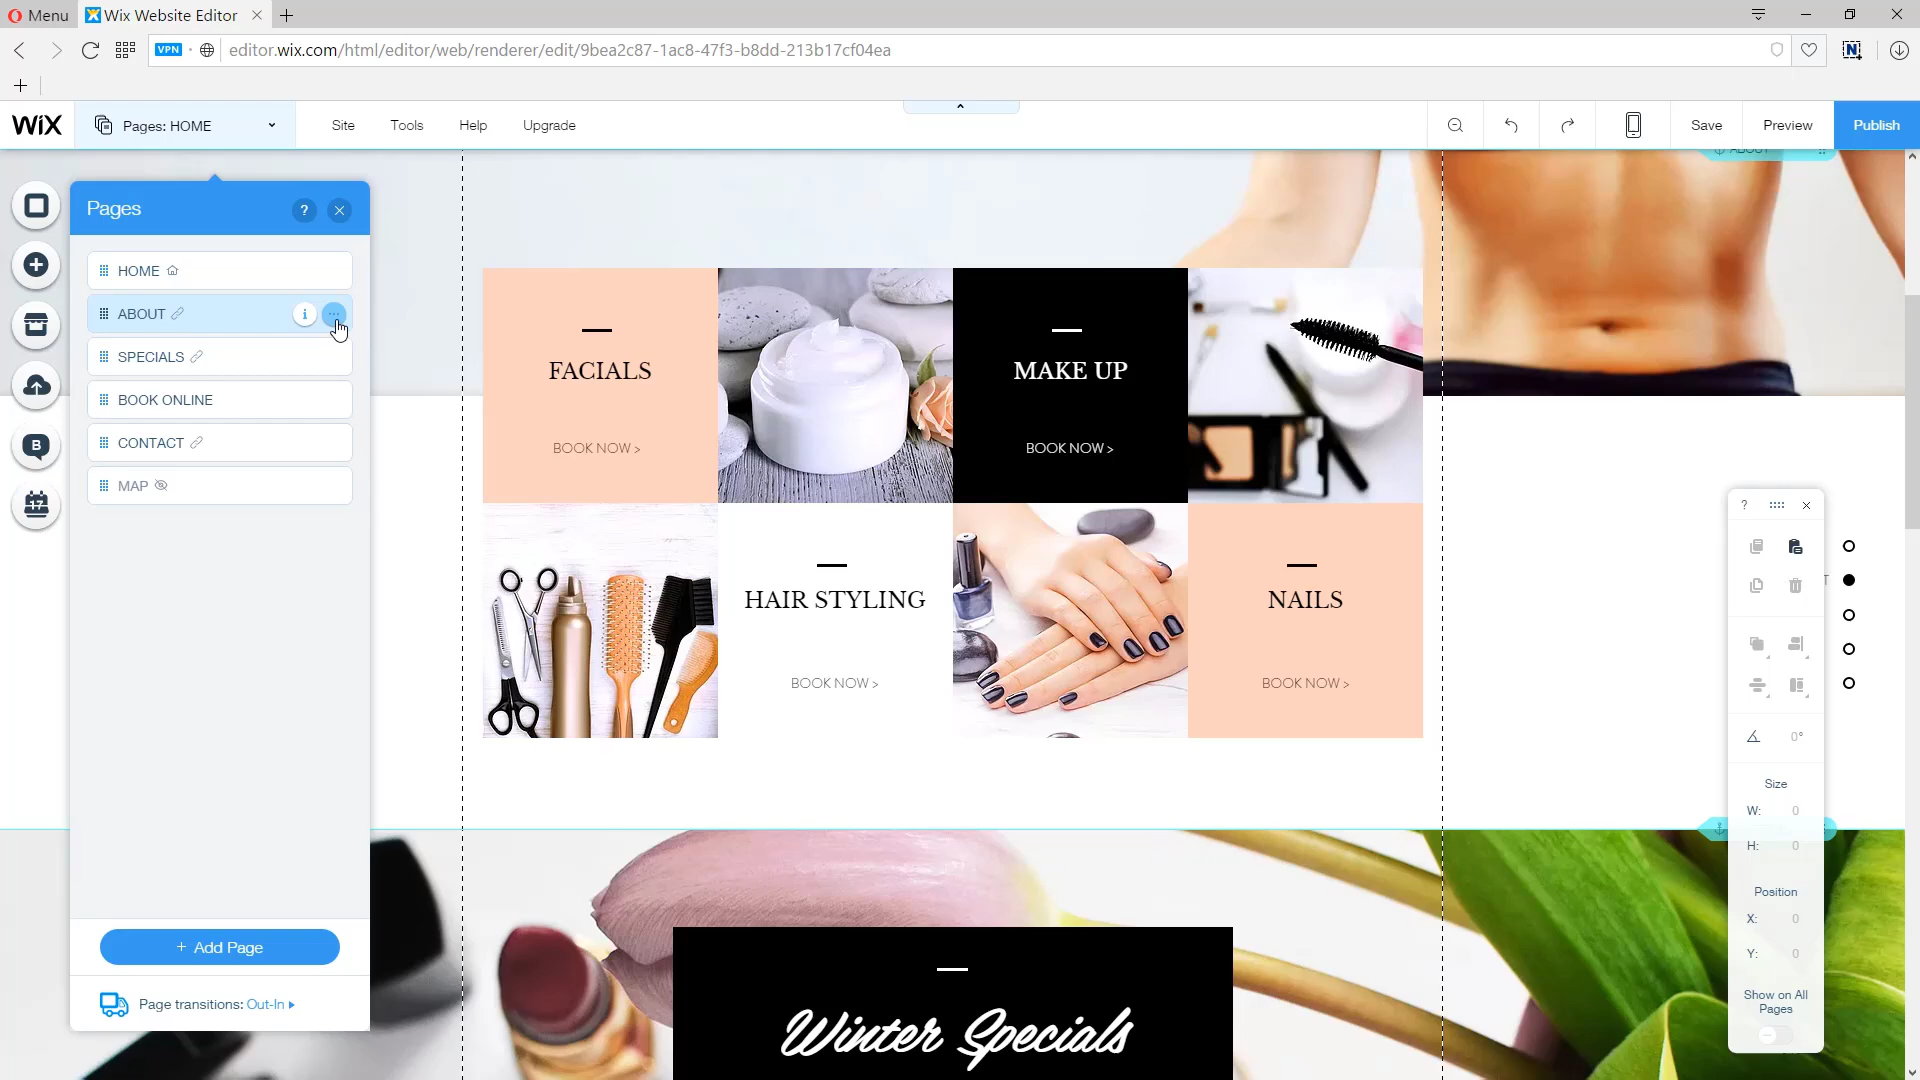 Menu
Wix Website Editor
VPN
editor.wix.com/html/editor/web/renderer/edit/9bea2c87-1ac8-47f3-b8dd-213b17cf04ea
N
WiX
Pages: HOME
Site
Tools
Help
Upgrade
Save
Preview
Publish
ABOUT
Pages
?
HOME
ABOUT
i
SPECIALS
BOOK ONLINE
CONTACT
MAP
B
17
+ Add Page
Page transitions: Out-In
FACIALS
BOOK NOW >
MAKE UP
BOOK NOW >
HAIR STYLING
BOOK NOW >
NAILS
BOOK NOW >
Winter Specials
?
T
0°
Size
W: 0
H: 0
Position
X: 0
Y: 0
Show on All
Pages